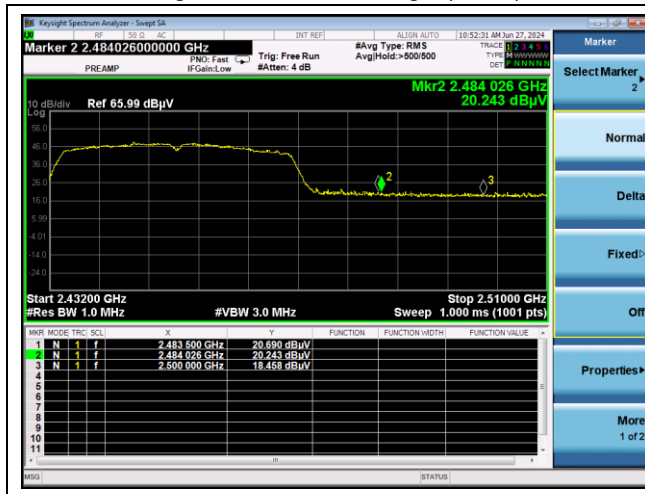 Keysight Spectrum Analyzer - Swept SA
RF 50 Ω AC INT REF ALIGN AUTO 10:52:31 AM Jun 27, 2024
Marker 2 2.484026000000 GHz
PREAMP
PNO: Fast
IFGain:Low
Trig: Free Run
#Atten: 4 dB
#Avg Type: RMS
Avg|Hold:>500/500
TRACE 1 2 3 4 5 6
TYPE M W W W W W
DET P N N N N N
Mkr2 2.484 026 GHz
20.243 dBµV
10 dB/div Ref 65.99 dBµV
Log
56.0
46.0
36.0
26.0
16.0
5.99
-4.01
-14.0
-24.0
2
3
Start 2.43200 GHz Stop 2.51000 GHz
#Res BW 1.0 MHz #VBW 3.0 MHz Sweep 1.000 ms (1001 pts)
MKR MODE TRC SCL X Y FUNCTION FUNCTION WIDTH FUNCTION VALUE
1 N 1 f 2.483 500 GHz 20.690 dBµV
2 N 1 f 2.484 026 GHz 20.243 dBµV
3 N 1 f 2.500 000 GHz 18.458 dBµV
4
5
6
7
8
9
10
11
MSG STATUS
Marker
Select Marker
2
Normal
Delta
Fixed
Off
Properties
More
1 of 2